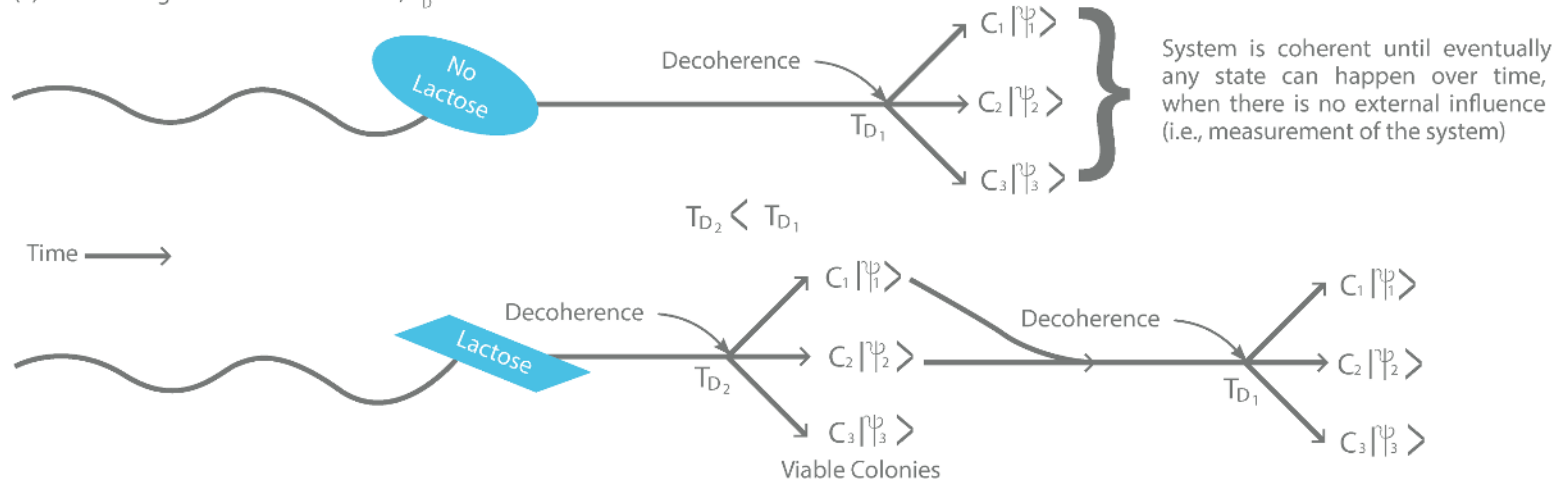 No
Lactose
Decoherence
T_D₁
C₁|ψ₁⟩
C₂|ψ₂⟩
C₃|ψ₃⟩
System is coherent until eventually
any state can happen over time,
when there is no external influence
(i.e., measurement of the system)
T_D₂ < T_D₁
Time
Lactose
Decoherence
T_D₂
C₁|ψ₁⟩
C₂|ψ₂⟩
C₃|ψ₃⟩
Viable Colonies
Decoherence
T_D₁
C₁|ψ₁⟩
C₂|ψ₂⟩
C₃|ψ₃⟩